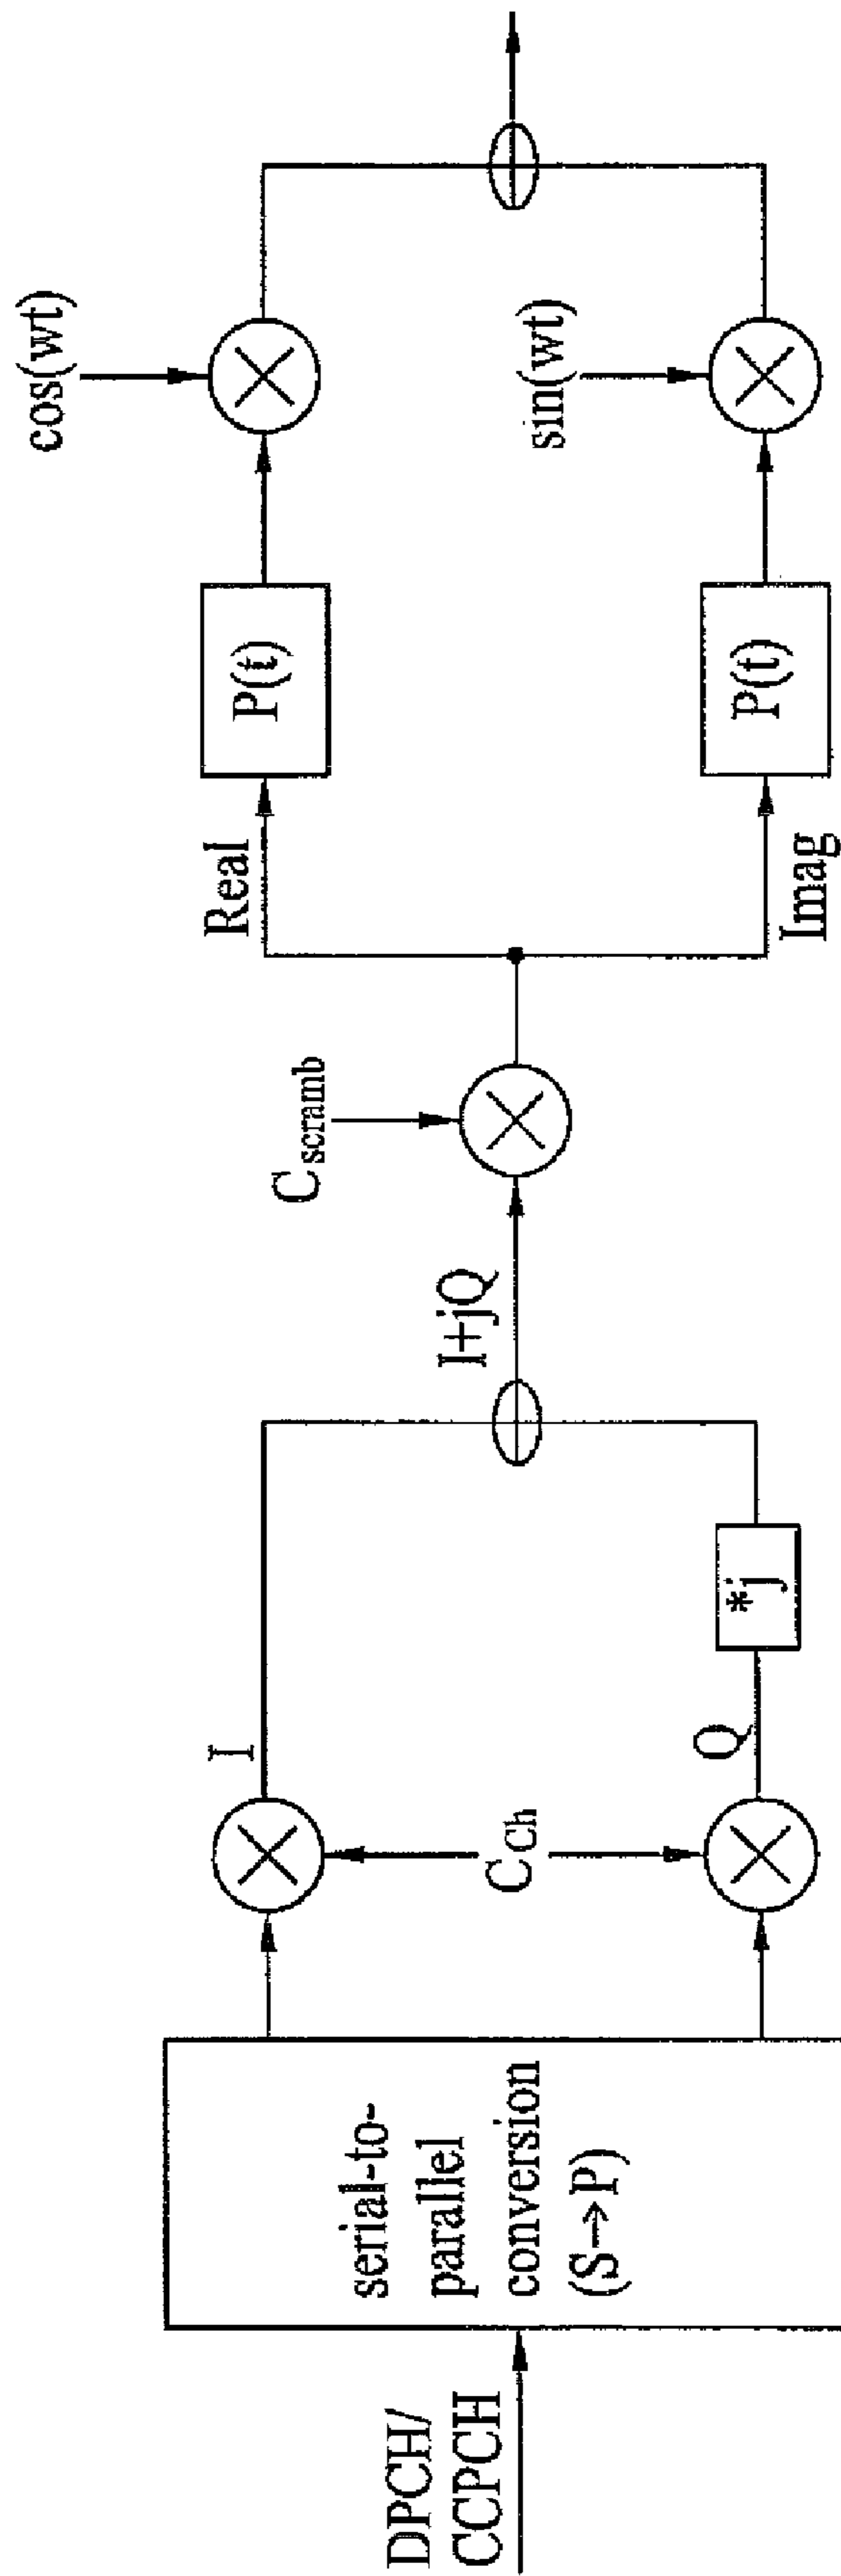 DPCH/
CCPCH
serial-to-
parallel
conversion
(S→P)
I
C_Ch
Q
*j
I+jQ
C_scramb
Real
Imag
P(t)
P(t)
cos(wt)
sin(wt)